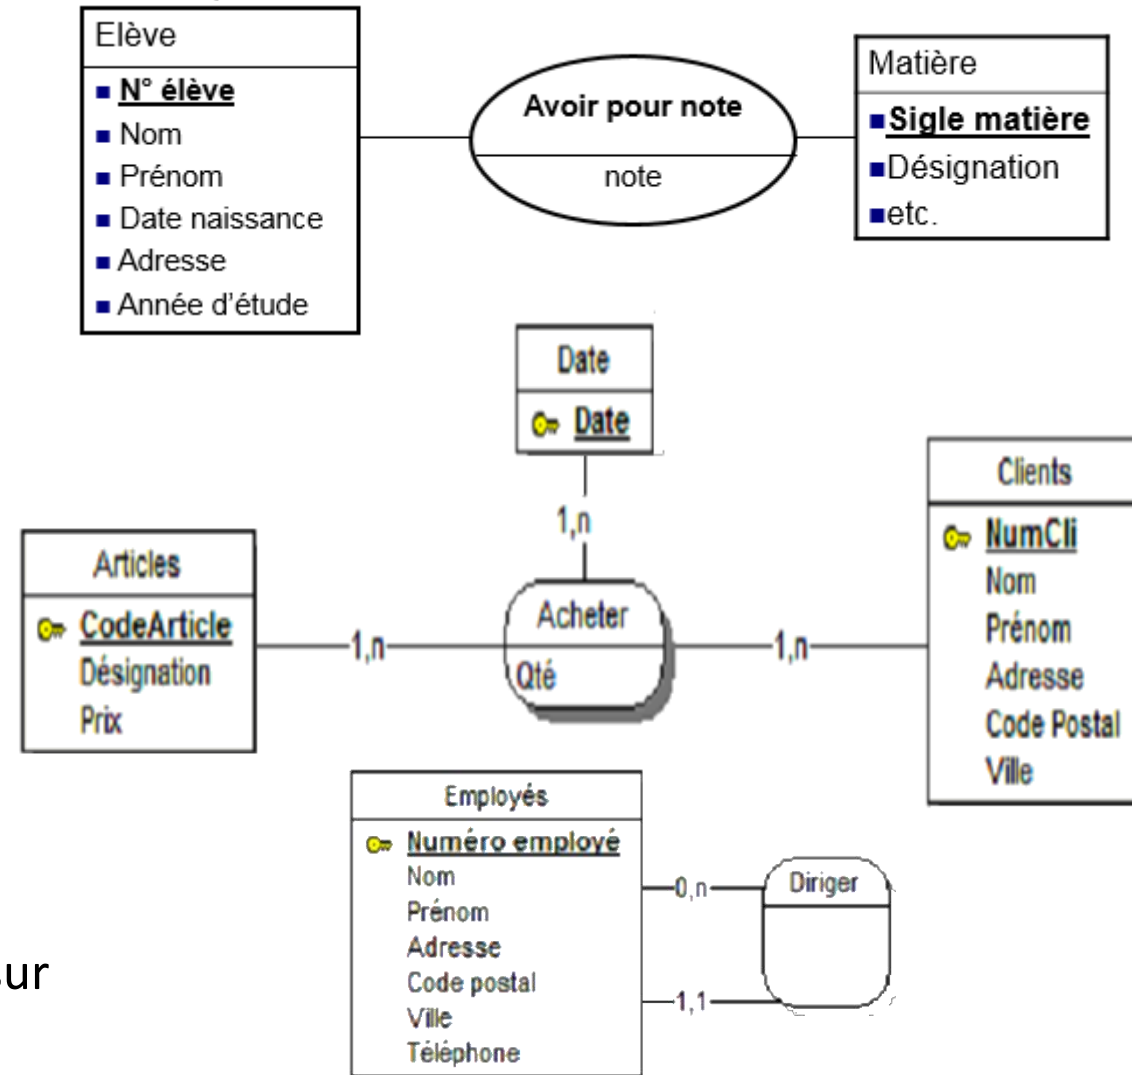 Elève
N° élève
Nom
Prénom
Date naissance
Adresse
Année d'étude
Avoir pour note
note
Matière
Sigle matière
Désignation
etc.
Date
Date
1,n
Articles
CodeArticle
Désignation
Prix
1,n
Acheter
Qté
1,n
Clients
NumCli
Nom
Prénom
Adresse
Code Postal
Ville
Employés
Numéro employé
Nom
Prénom
Adresse
Code postal
Ville
Téléphone
0,n
1,1
Diriger
sur